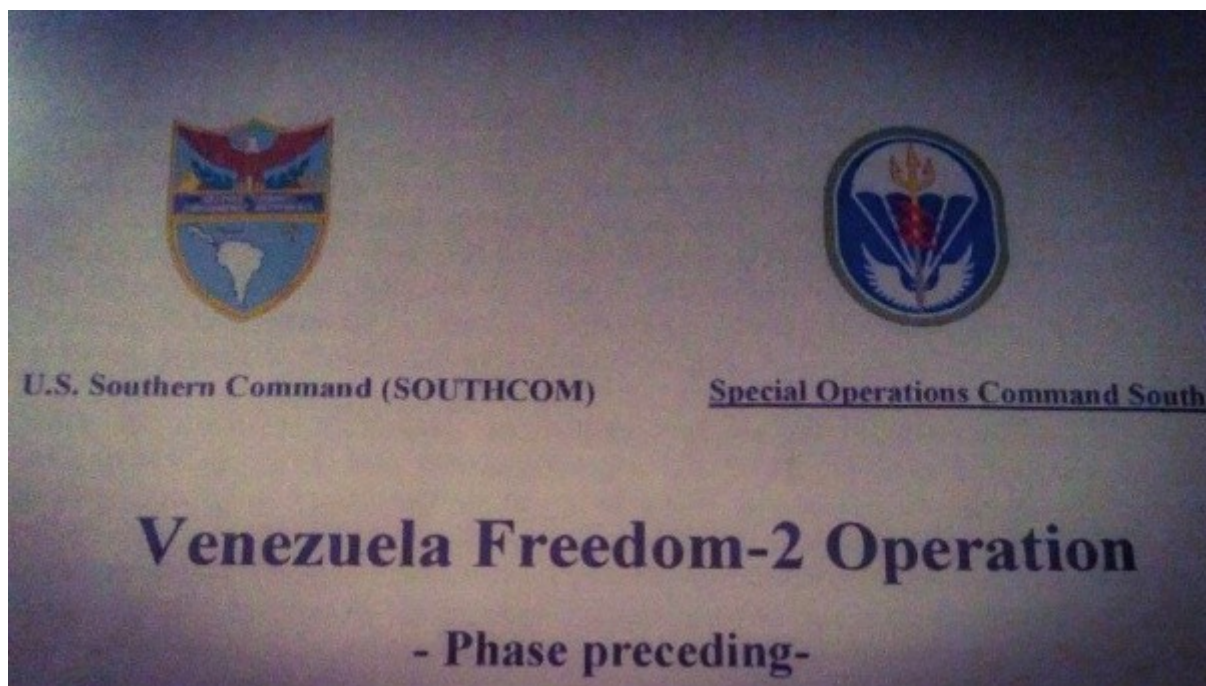 U.S. Southern Command (SOUTHCOM)
Special Operations Command South
Venezuela Freedom-2 Operation
- Phase preceding-